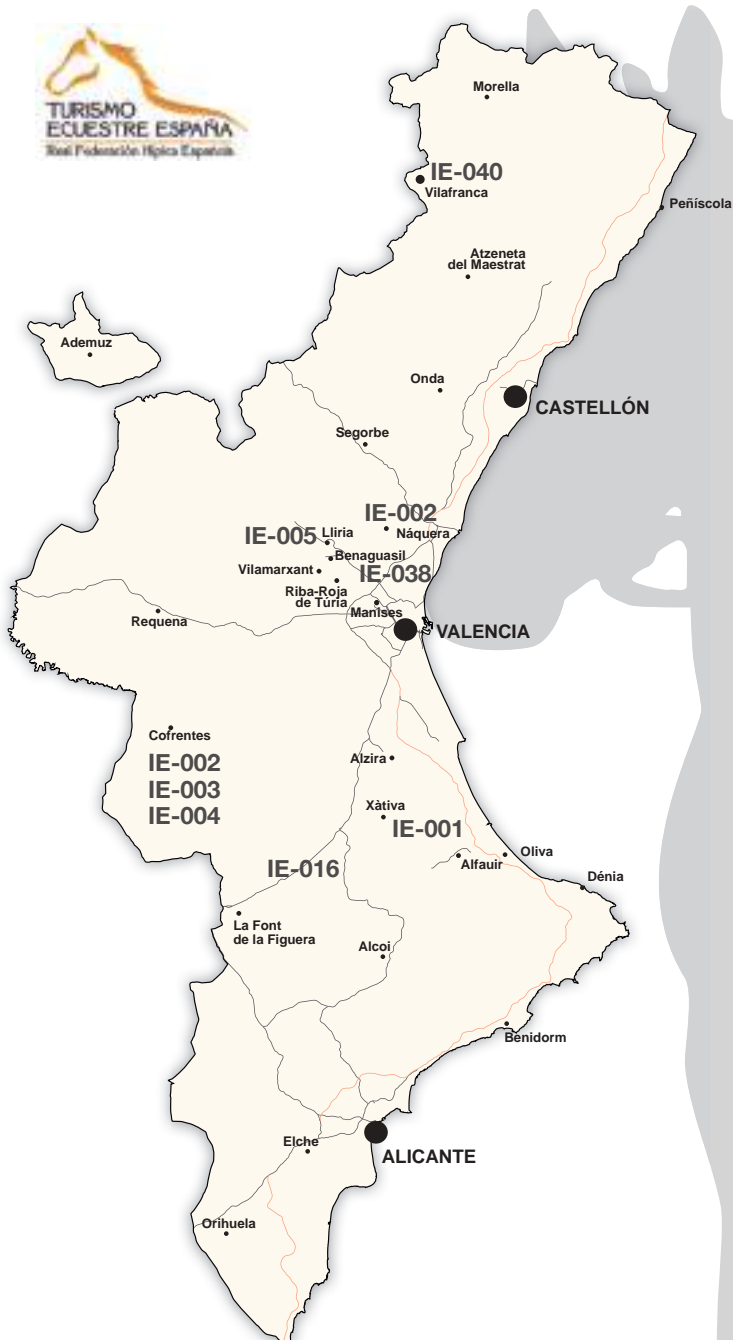 TURISMO
ECUESTRE ESPAÑA
Real Federación Hípica Española
Morella
IE-040
Vilafranca
Peñíscola
Atzeneta
del Maestrat
Ademuz
Onda
CASTELLÓN
Segorbe
IE-002
Náquera
IE-005
Lliria
Benaguasil
Vilamarxant
IE-038
Riba-Roja
de Túria
Manises
Requena
VALENCIA
Cofrentes
IE-002
IE-003
IE-004
Alzira
Xàtiva
IE-001
Alfauir
Oliva
IE-016
Dénia
La Font
de la Figuera
Alcoi
Benidorm
Elche
ALICANTE
Orihuela